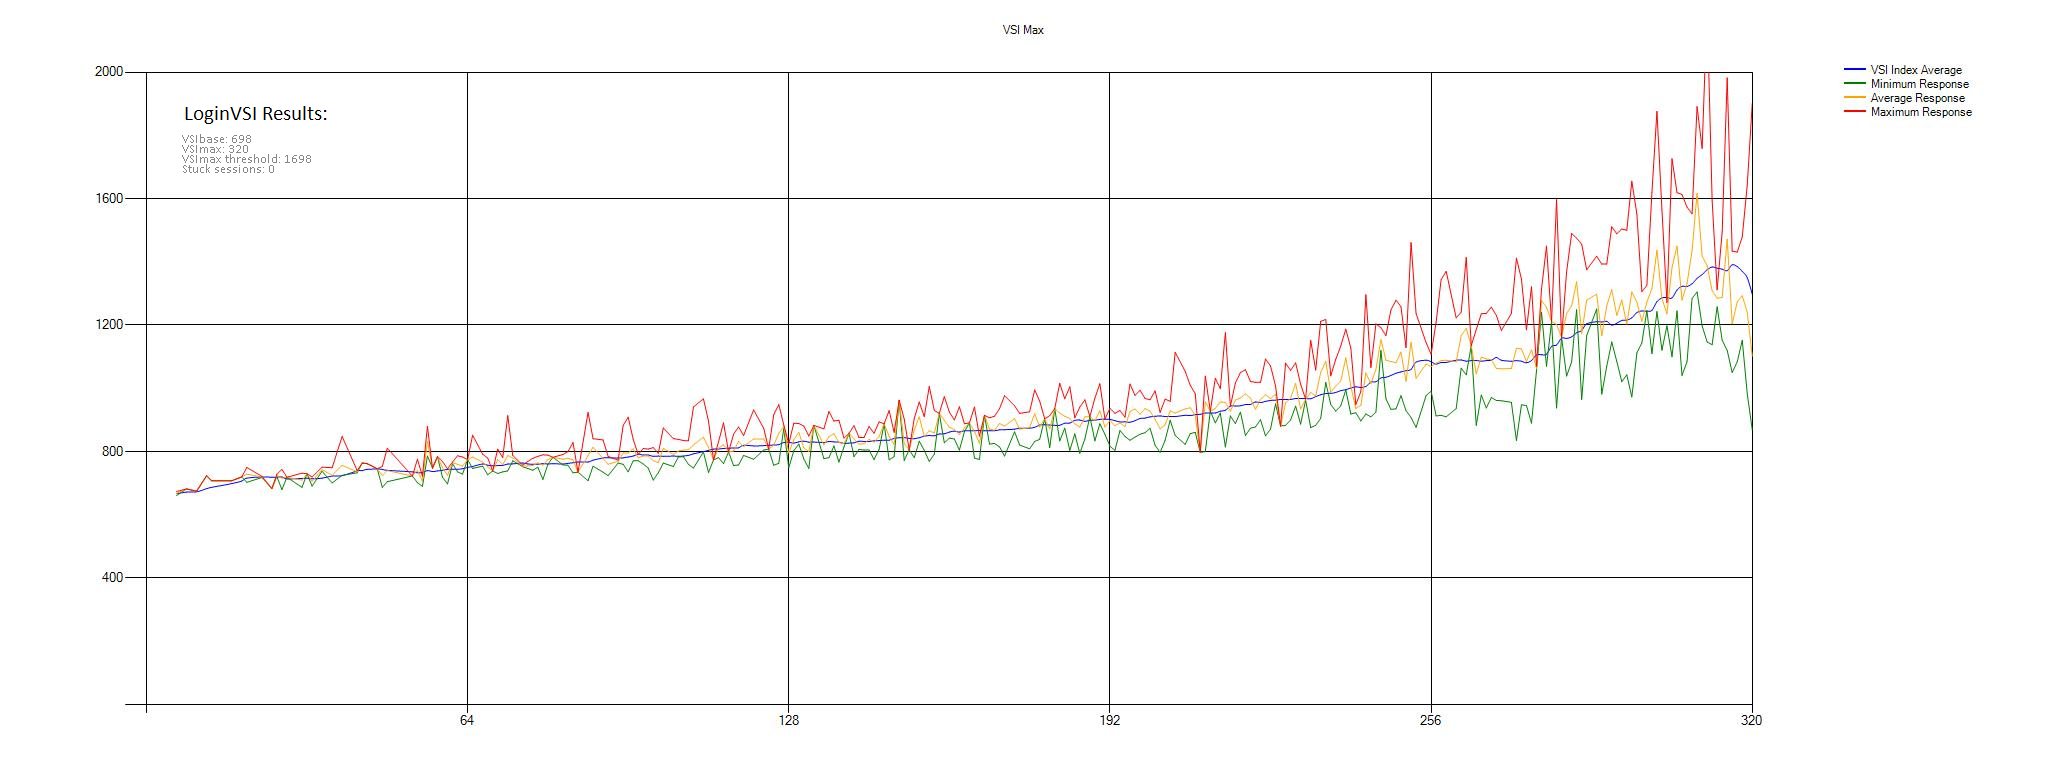 VSI Max
VSI Index Average
Minimum Response
Average Response
Maximum Response
LoginVSI Results:
VSIbase: 698
VSImax: 320
VSImax threshold: 1698
Stuck sessions: 0
2000
1600
1200
800
400
64
128
192
256
320